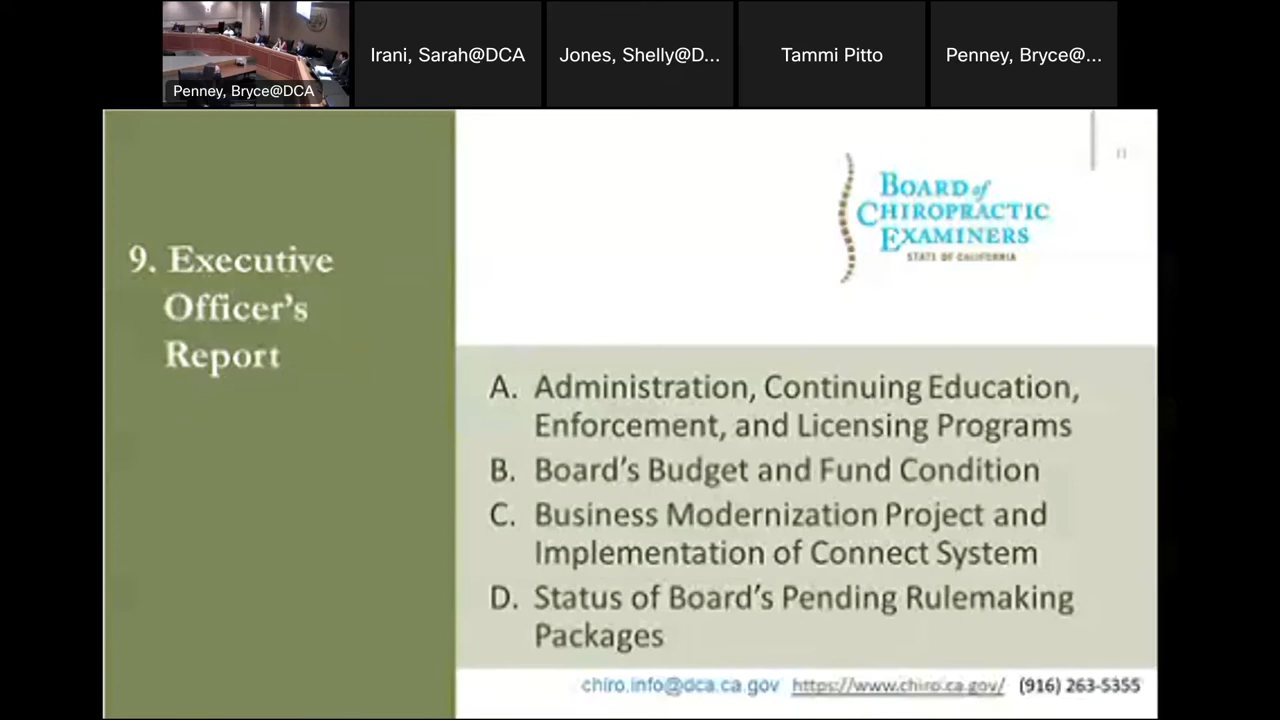 Penney, Bryce@DCA
Irani, Sarah@DCA
Jones, Shelly@D...
Tammi Pitto
Penney, Bryce@...
9. Executive
Officer's
Report
BOARD of
CHIROPRACTIC
EXAMINERS
STATE OF CALIFORNIA
A. Administration, Continuing Education,
Enforcement, and Licensing Programs
B. Board's Budget and Fund Condition
C. Business Modernization Project and
Implementation of Connect System
D. Status of Board's Pending Rulemaking
Packages
chiro.info@dca.ca.gov https://www.chiro.ca.gov/ (916) 263-5355